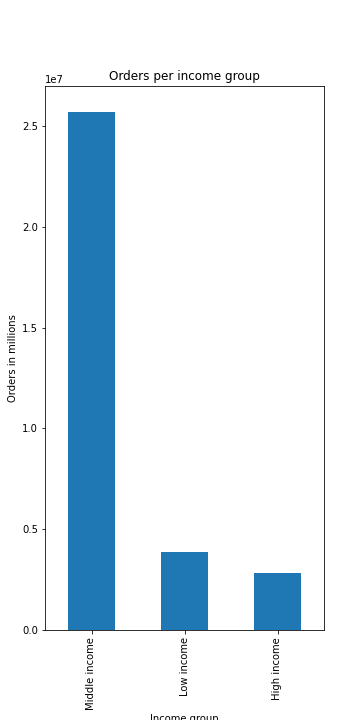 Orders per income group
1e7
2.5
2.0
1.5
1.0
0.5
0.0
Orders in millions
Middle income
Low income
High income
Income group